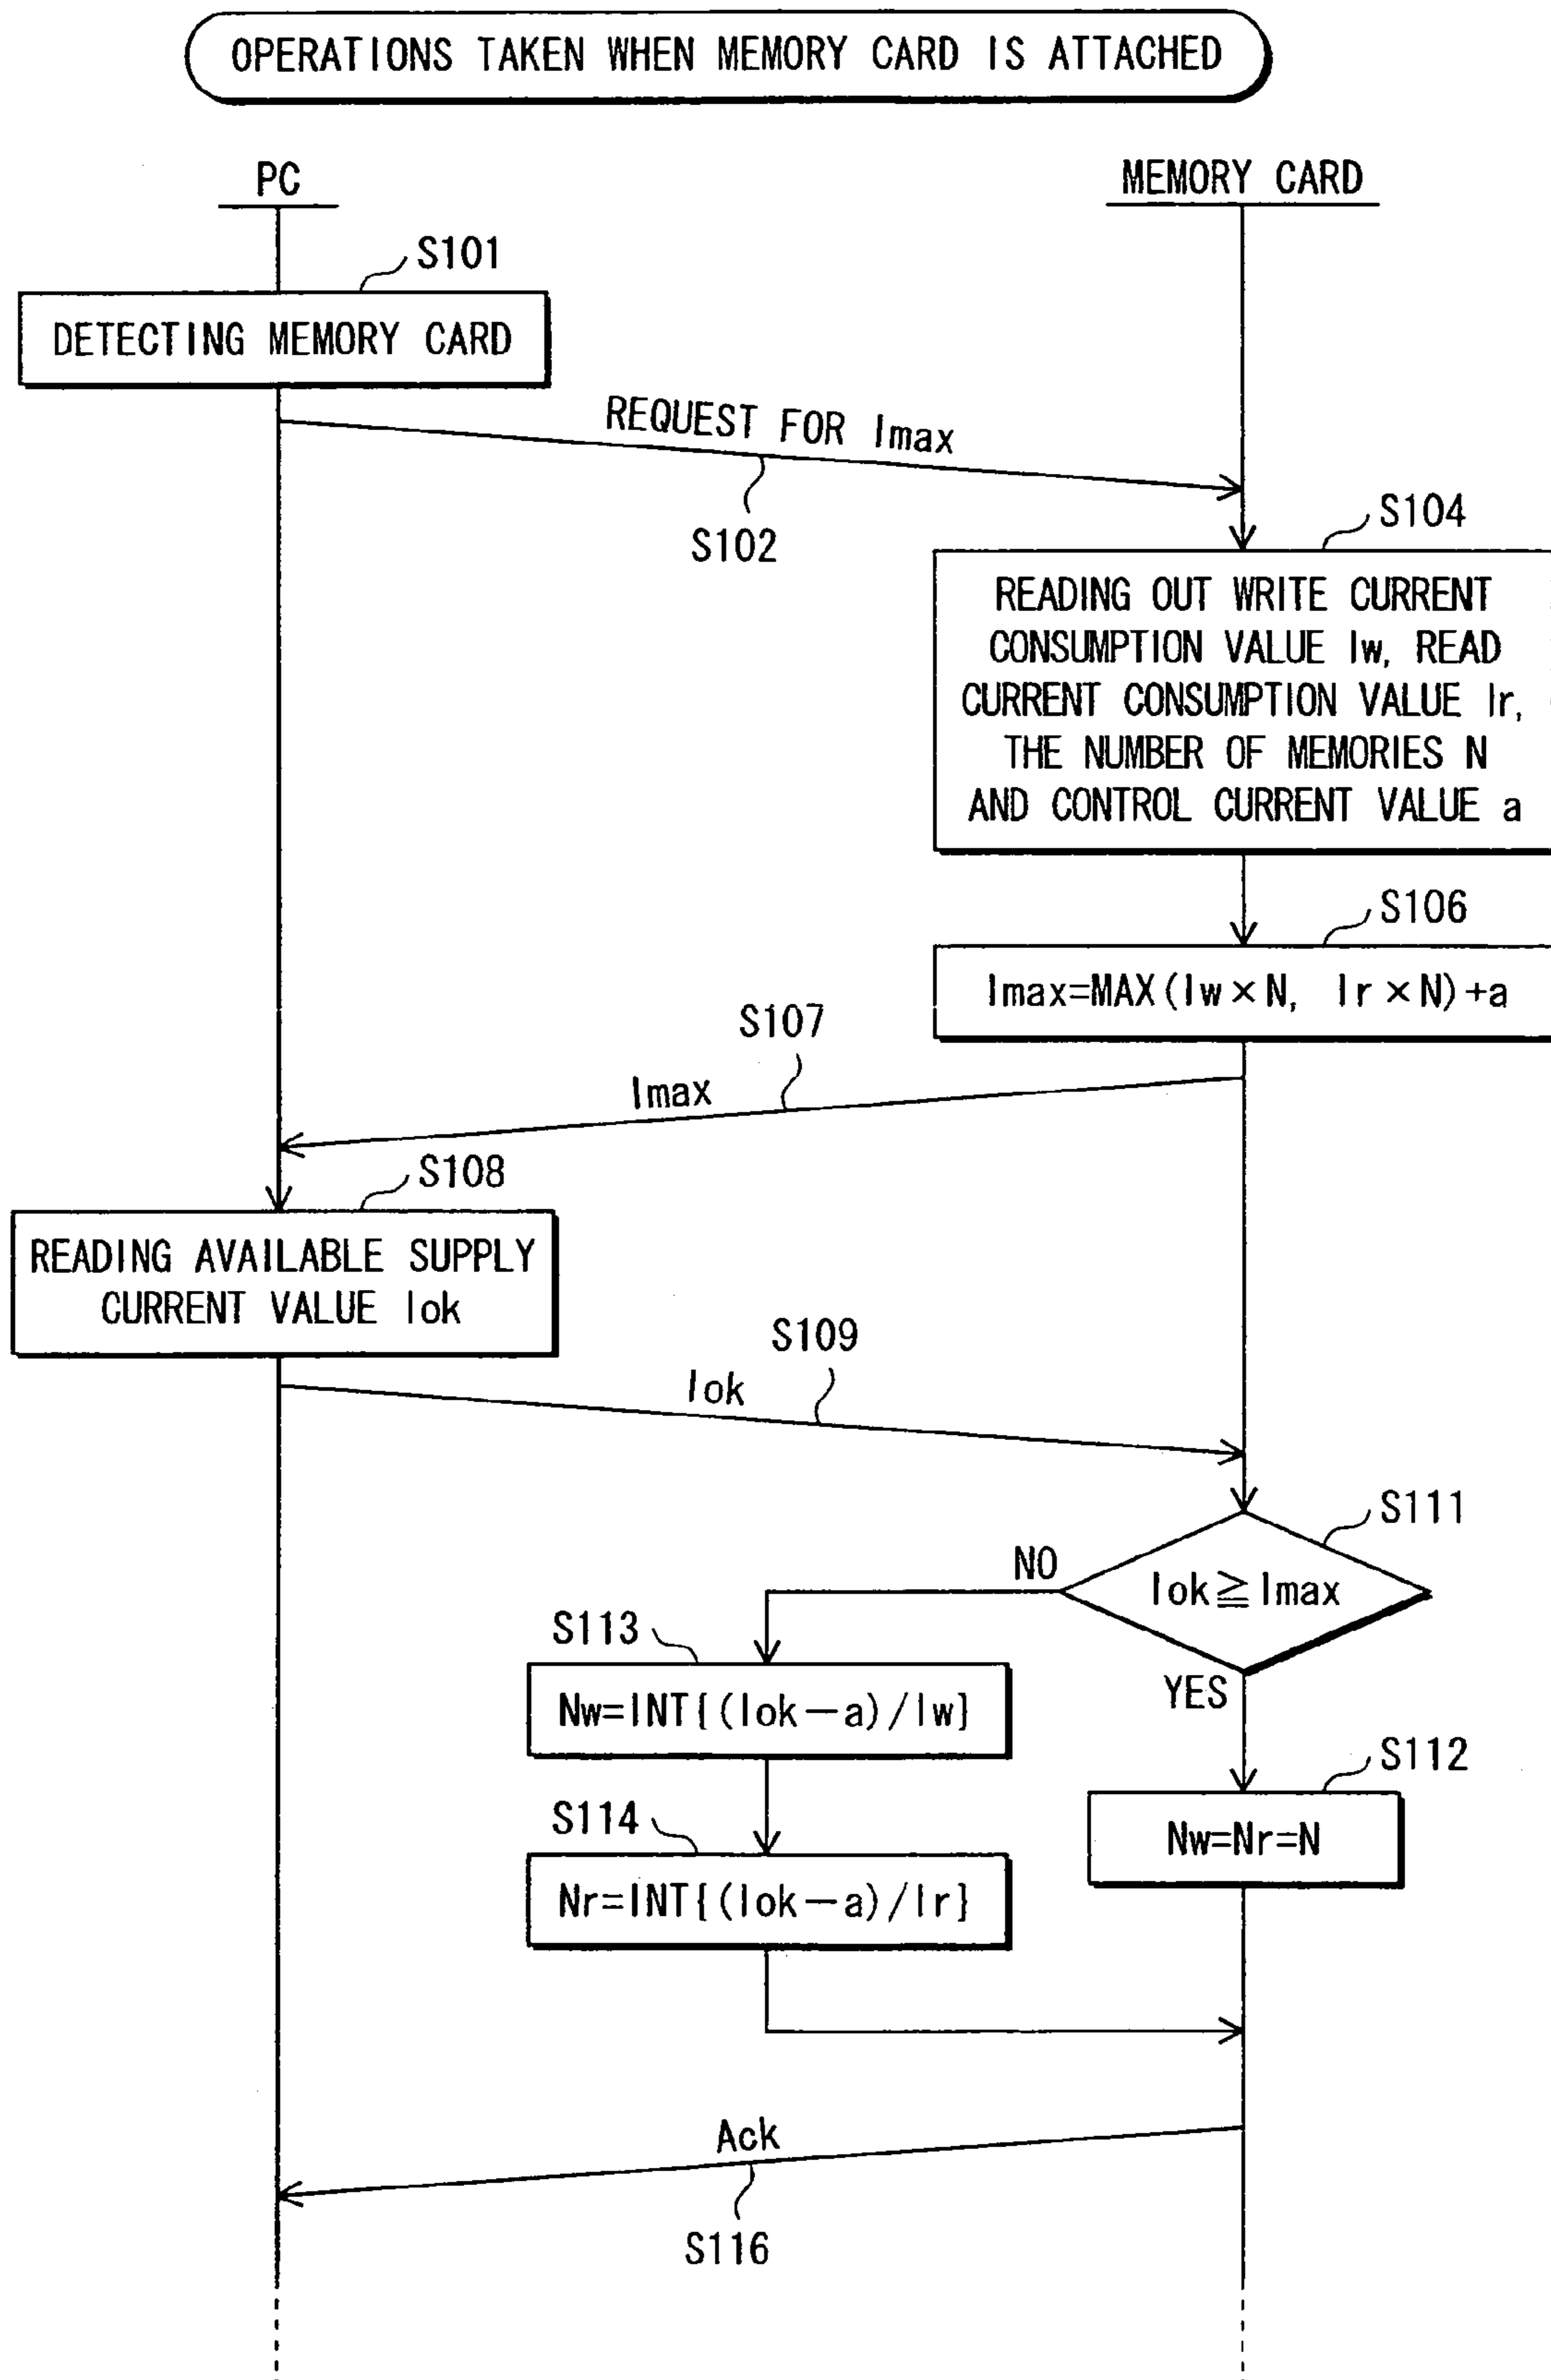 OPERATIONS TAKEN WHEN MEMORY CARD IS ATTACHED
PC
MEMORY CARD
S101
DETECTING MEMORY CARD
REQUEST FOR Imax
S102
S104
READING OUT WRITE CURRENT
CONSUMPTION VALUE Iw, READ
CURRENT CONSUMPTION VALUE Ir,
THE NUMBER OF MEMORIES N
AND CONTROL CURRENT VALUE a
S106
Imax=MAX(Iw×N, Ir×N)+a
S107
Imax
S108
READING AVAILABLE SUPPLY
CURRENT VALUE Iok
S109
Iok
S111
Iok≧Imax
NO
YES
S113
Nw=INT{(Iok−a)/Iw}
S112
Nw=Nr=N
S114
Nr=INT{(Iok−a)/Ir}
Ack
S116